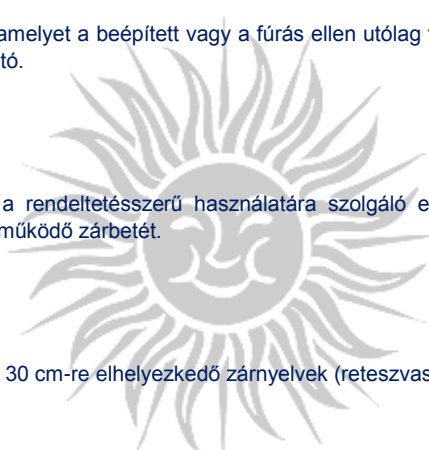 amelyet a beépített vagy a fúrás ellen utólag
tó.
a rendeltetésszerű használatára szolgáló
működő zárbetét.
30 cm-re elhelyezkedő zárnyelvek (reteszvas